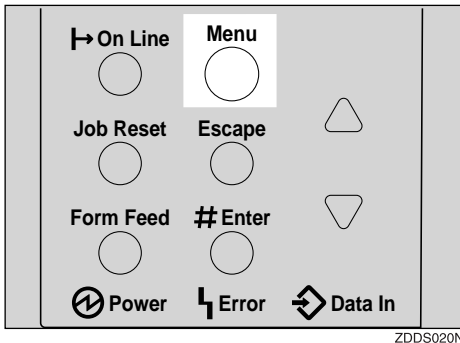 On Line Menu
Job Reset Escape
Form Feed # Enter
Power Error Data In
ZDDS020N